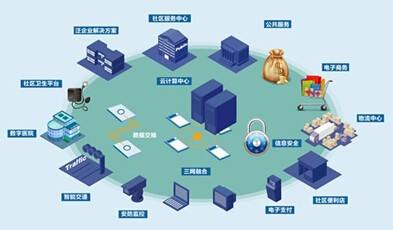 社区服务中心
泛企业解决方案
公共服务
电子商务
云计算中心
社区卫生平台
物流中心
数字医院
数据交换
信息安全
三网融合
Traffic
智能交通
社区便利店
安防监控
电子支付